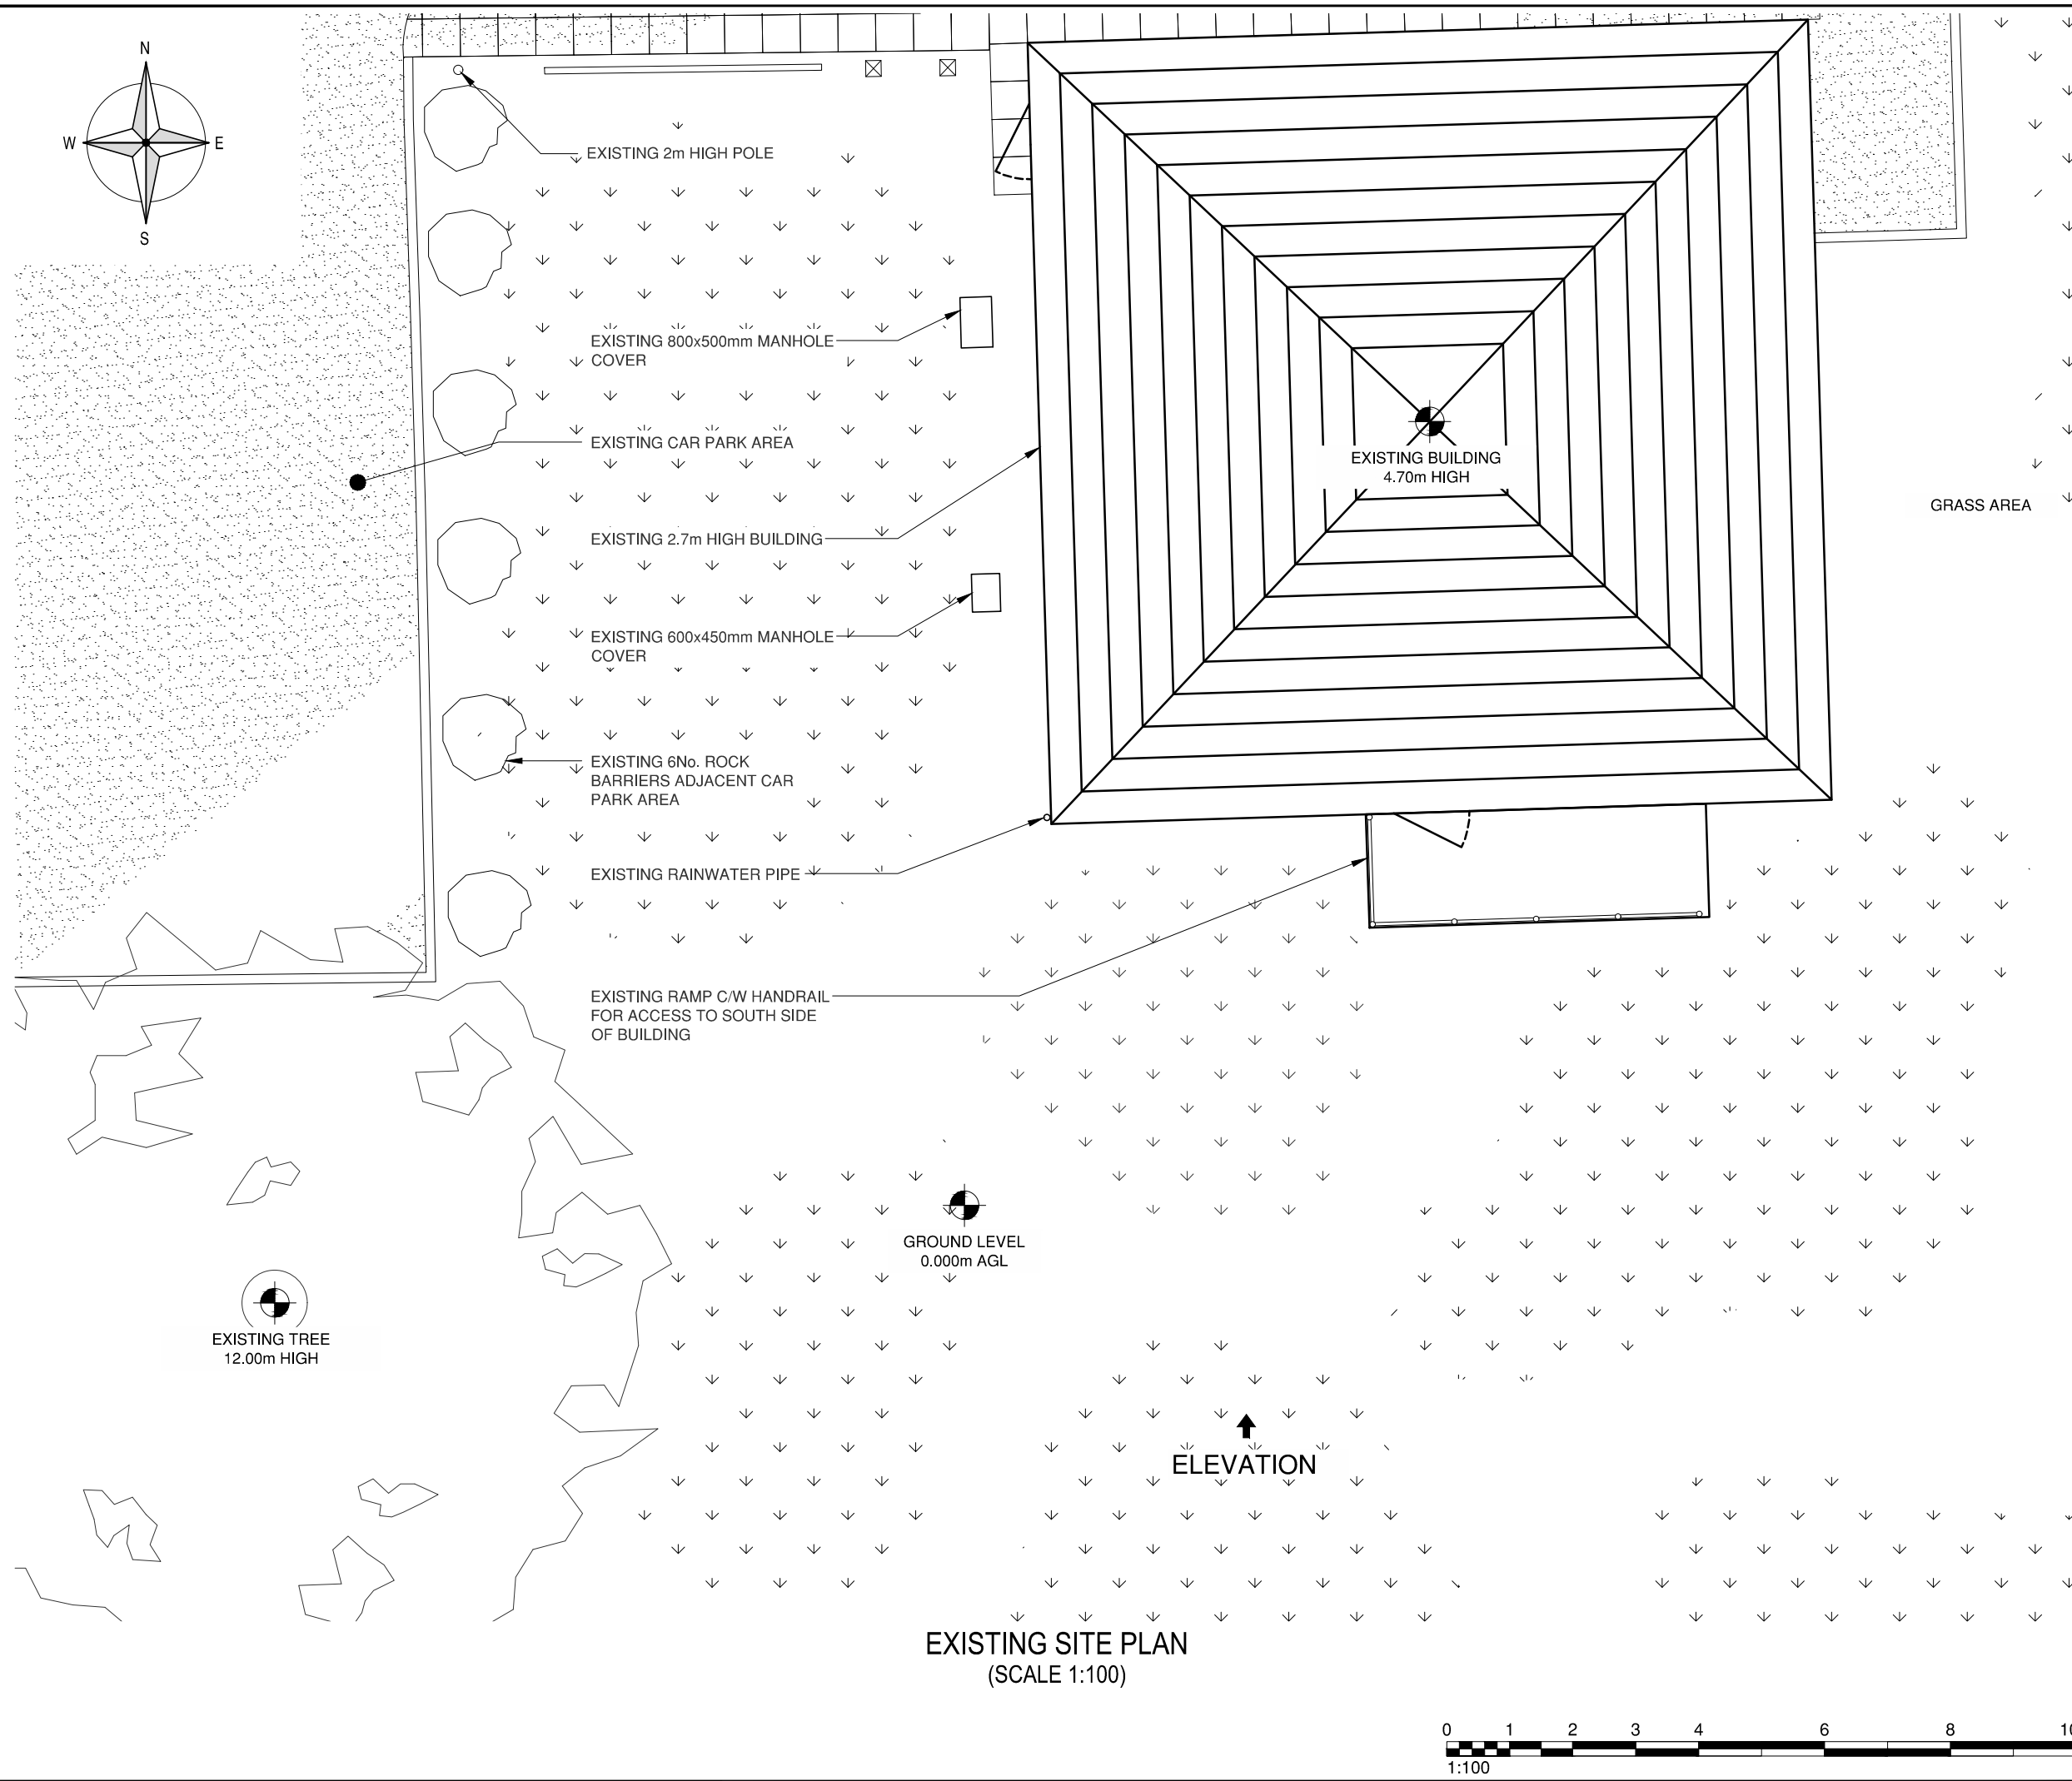 N
W
E
S
EXISTING 2m HIGH POLE
EXISTING 800x500mm MANHOLE
COVER
EXISTING CAR PARK AREA
EXISTING BUILDING
4.70m HIGH
GRASS AREA
EXISTING 2.7m HIGH BUILDING
EXISTING 600x450mm MANHOLE
COVER
EXISTING 6No. ROCK
BARRIERS ADJACENT CAR
PARK AREA
EXISTING RAINWATER PIPE
EXISTING RAMP C/W HANDRAIL
FOR ACCESS TO SOUTH SIDE
OF BUILDING
GROUND LEVEL
0.000m AGL
EXISTING TREE
12.00m HIGH
ELEVATION
EXISTING SITE PLAN
(SCALE 1:100)
0 1 2 3 4 6 8
1:100